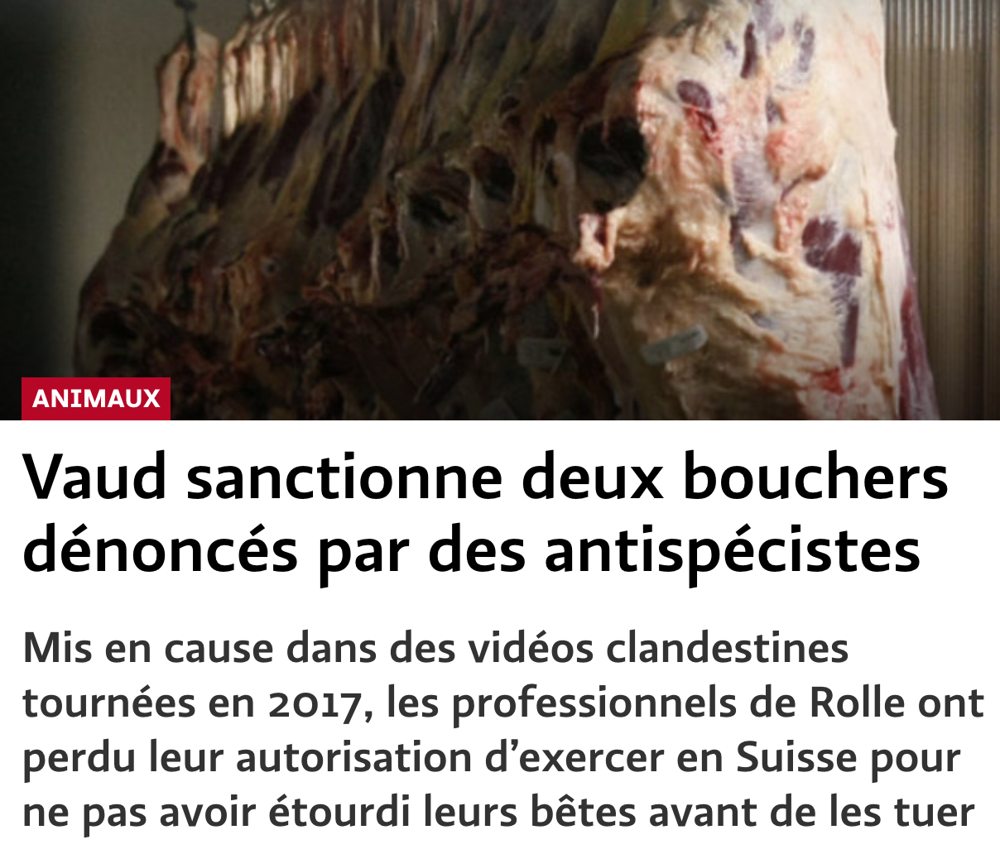 ANIMAUX
Vaud sanctionne deux bouchers
dénoncés par des antispécistes
Mis en cause dans des vidéos clandestines
tournées en 2017, les professionnels de Rolle ont
perdu leur autorisation d’exercer en Suisse pour
ne pas avoir étourdi leurs bêtes avant de les tuer